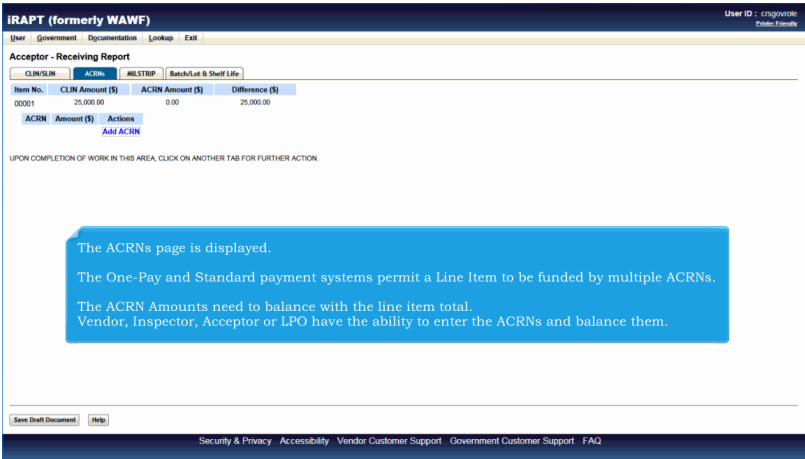 iRAPT (formerly WAWF)
User ID : crsgovrole
Printer Friendly
User Government Documentation Lookup Exit
Acceptor - Receiving Report
CLIN/SLIN ACRNs MILSTRIP Batch/Lot & Shelf Life
Item No. CLIN Amount ($) ACRN Amount ($) Difference ($)
00001 25,000.00 0.00 25,000.00
ACRN Amount ($) Actions
Add ACRN
UPON COMPLETION OF WORK IN THIS AREA, CLICK ON ANOTHER TAB FOR FURTHER ACTION.
The ACRNs page is displayed.
The One-Pay and Standard payment systems permit a Line Item to be funded by multiple ACRNs.
The ACRN Amounts need to balance with the line item total.
Vendor, Inspector, Acceptor or LPO have the ability to enter the ACRNs and balance them.
Save Draft Document Help
Security & Privacy Accessibility Vendor Customer Support Government Customer Support FAQ